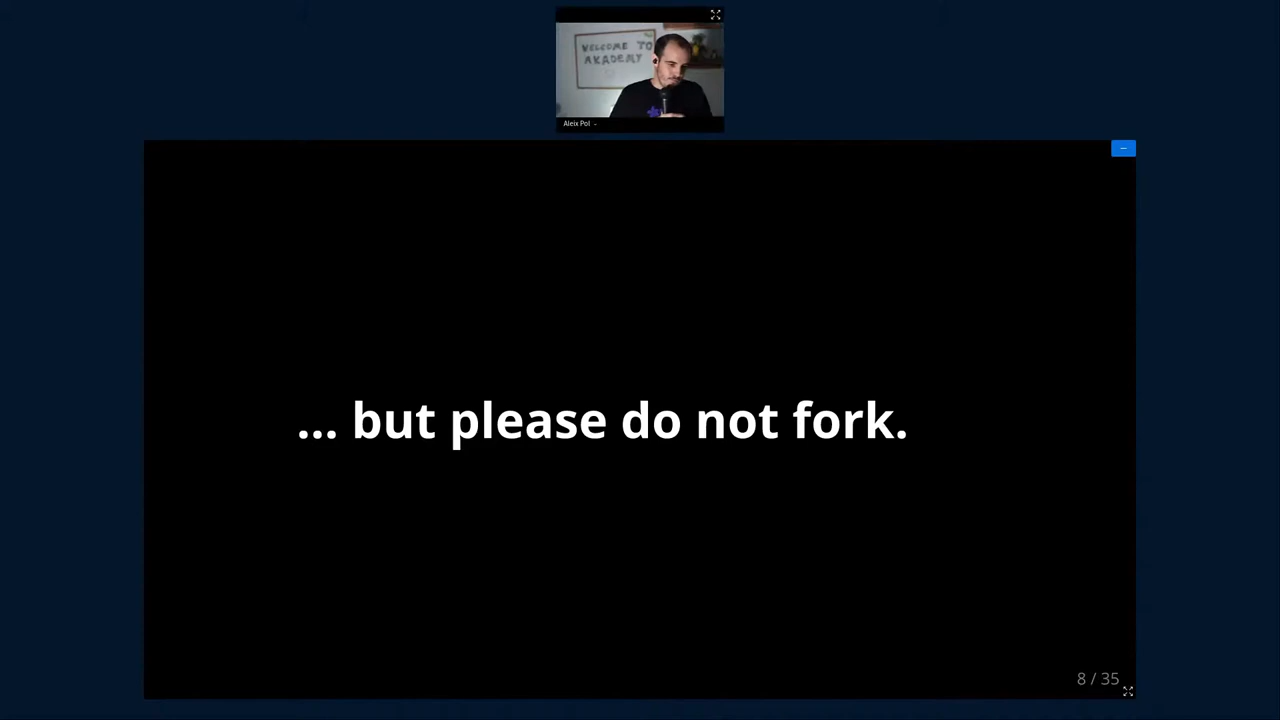 WELCOME TO
AKADEMY
Aleix Pol
... but please do not fork.
8 / 35